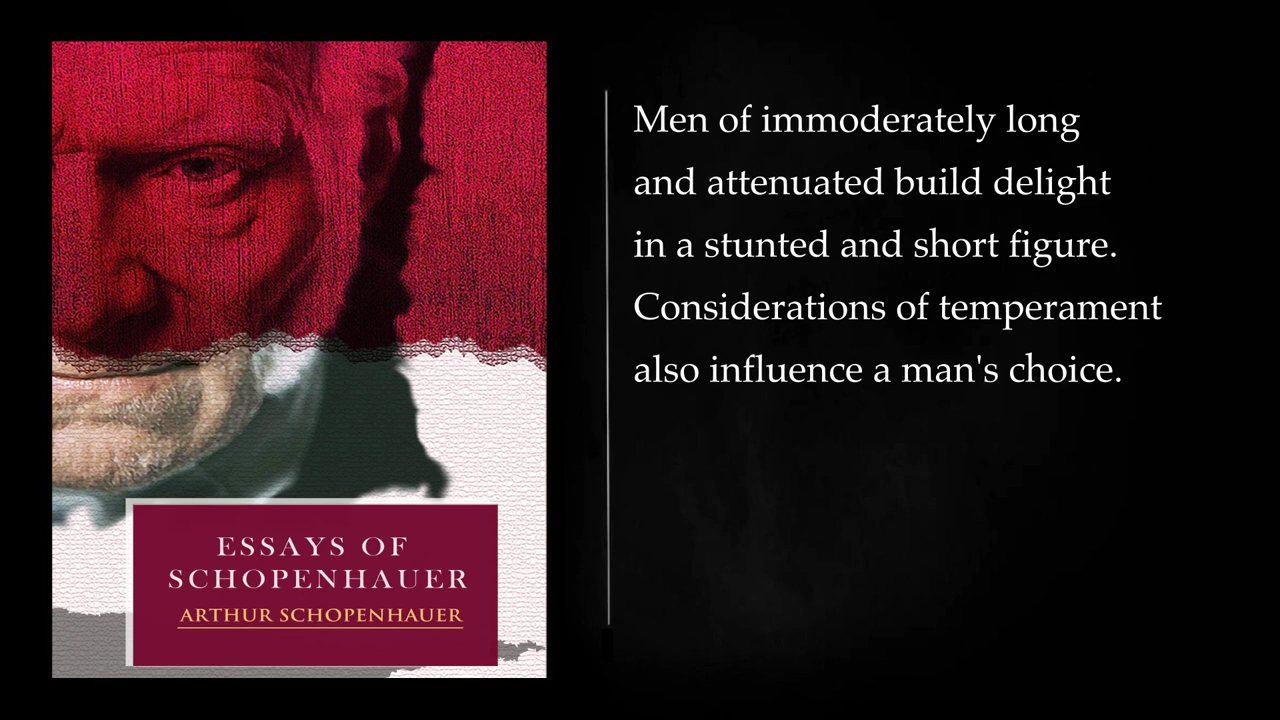 ESSAYS OF
SCHOPENHAUER
ARTHUR SCHOPENHAUER
Men of immoderately long
and attenuated build delight
in a stunted and short figure.
Considerations of temperament
also influence a man's choice.